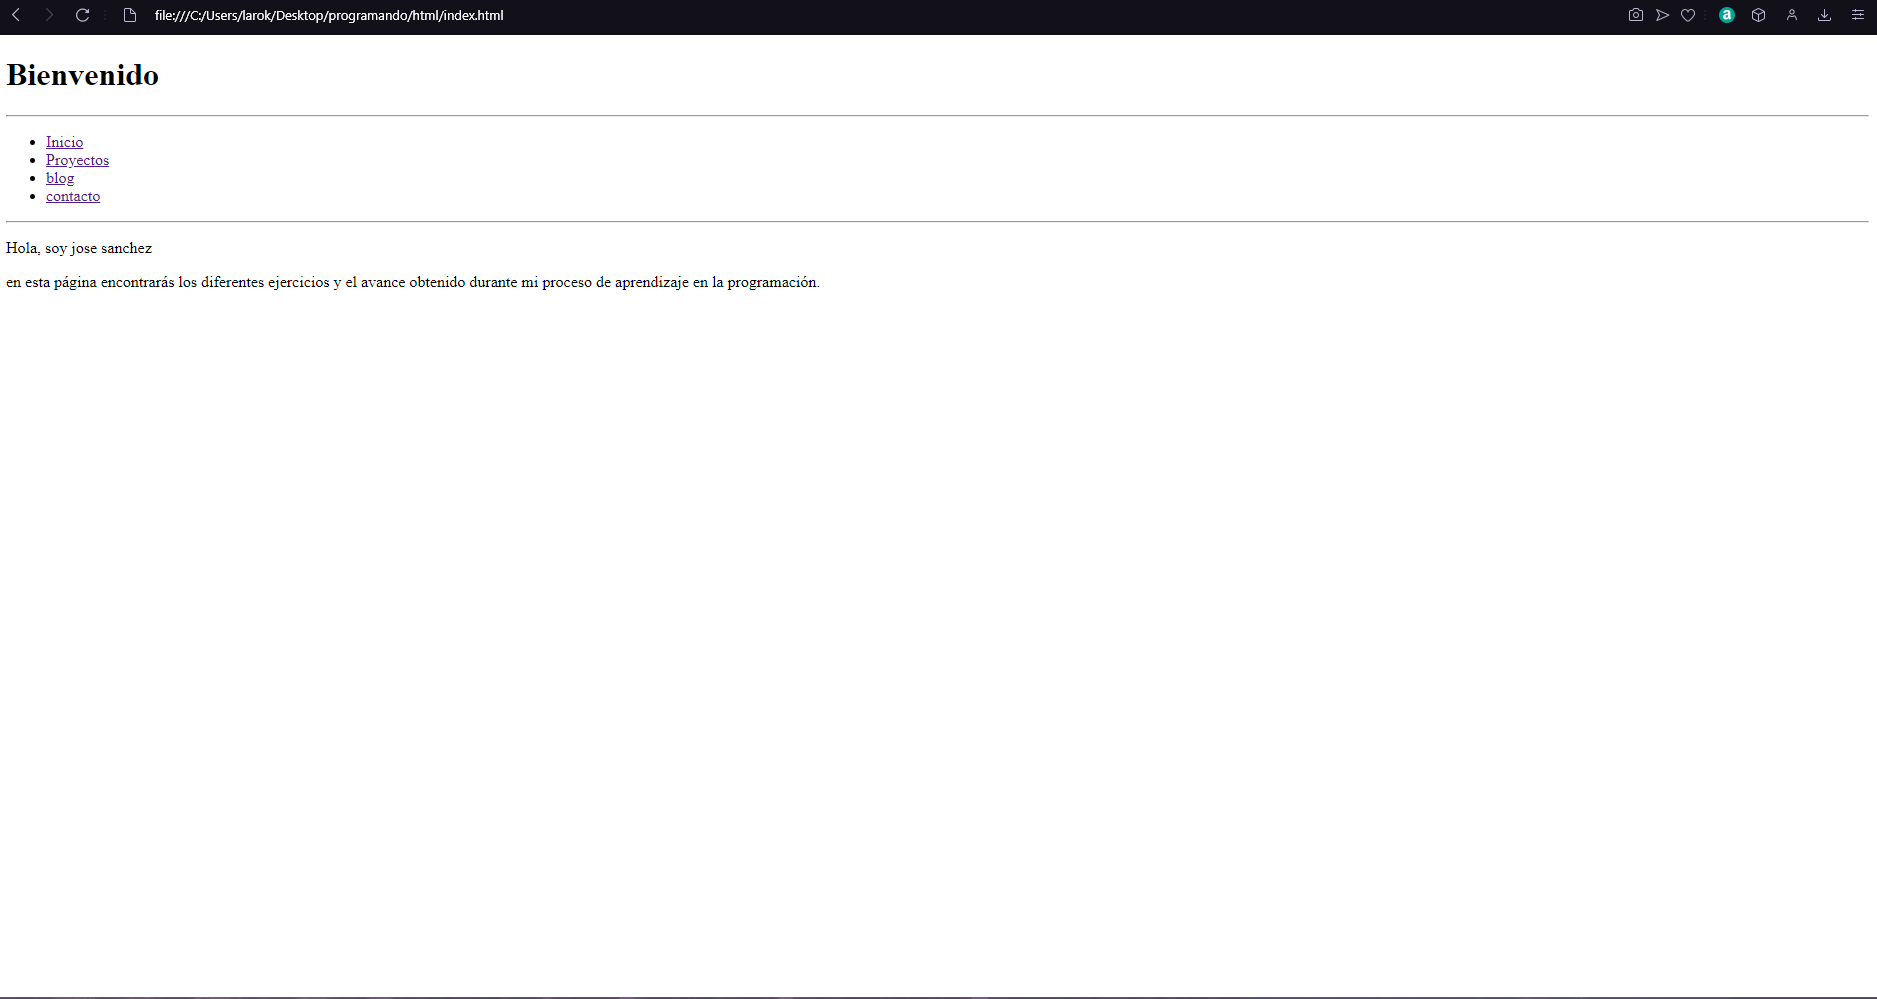 file:///C:/Users/larok/Desktop/programando/html/index.html
a
Bienvenido
Inicio
Proyectos
blog
contacto
Hola, soy jose sanchez
en esta página encontrarás los diferentes ejercicios y el avance obtenido durante mi proceso de aprendizaje en la programación.